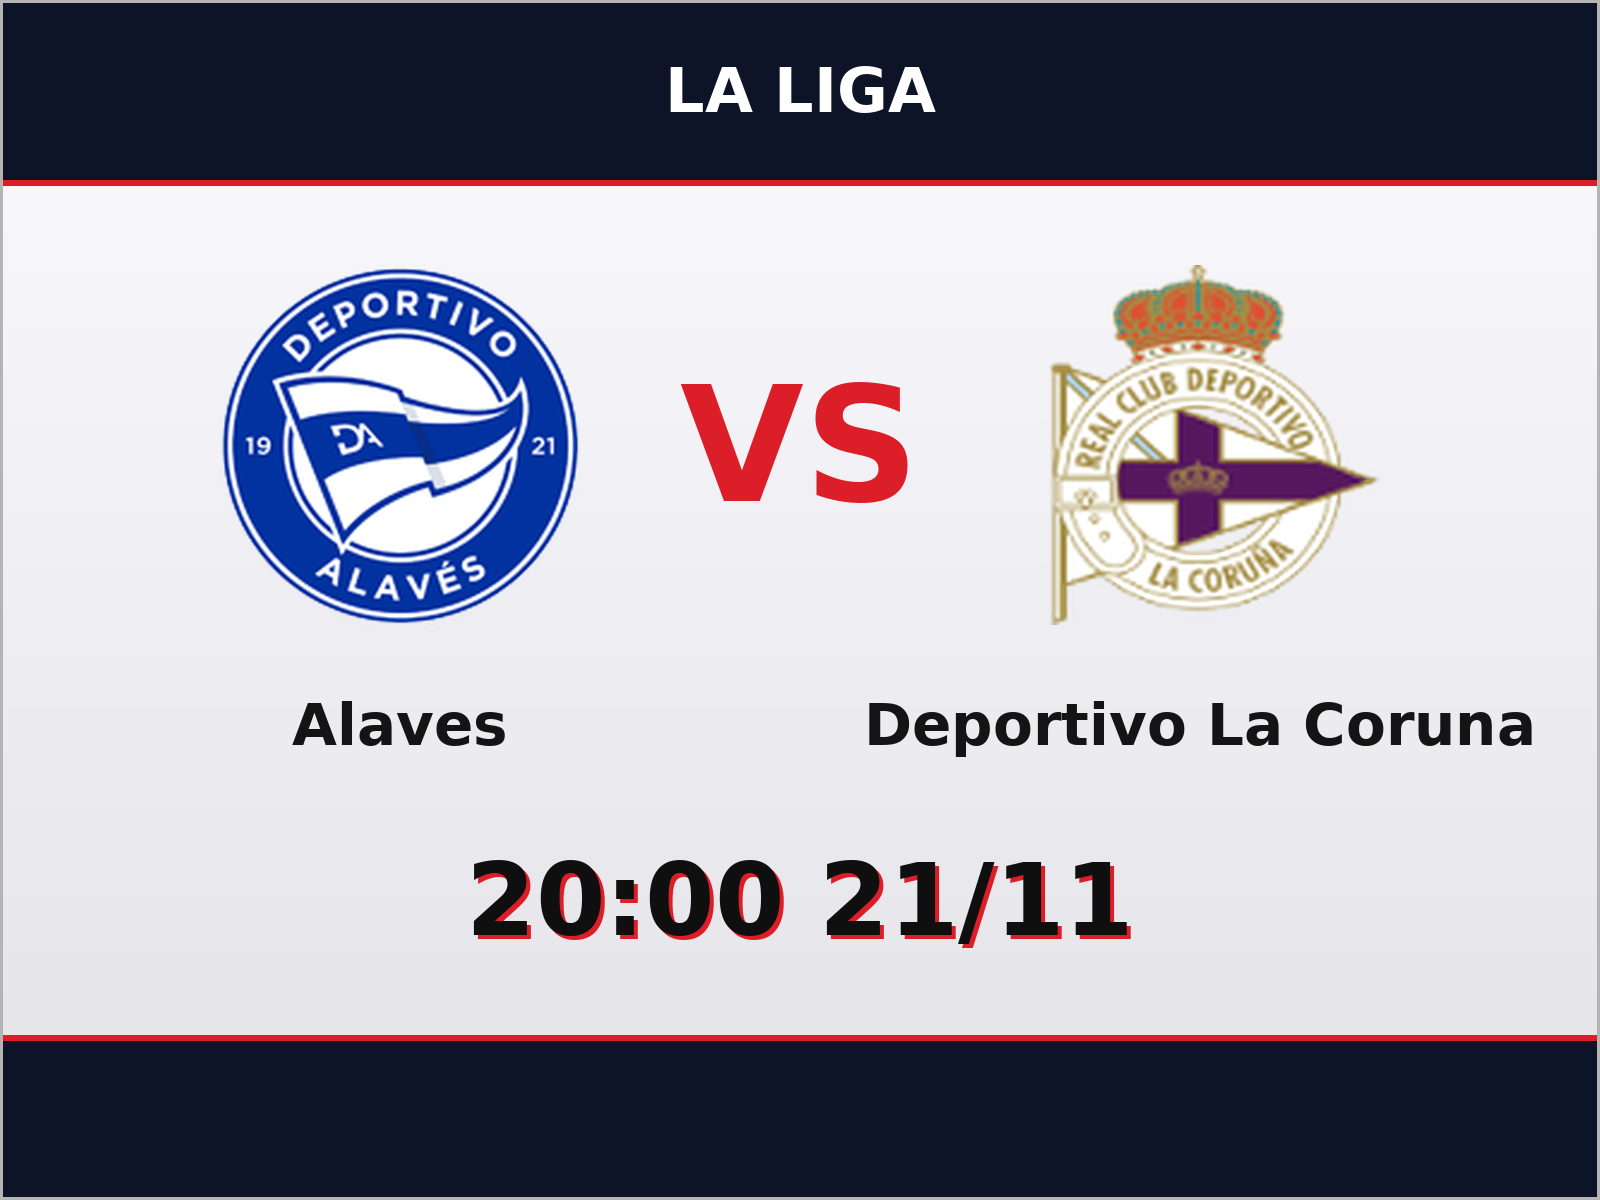 LA LIGA
DEPORTIVO
19 DA 21
ALAVÉS
VS
REAL CLUB DEPORTIVO
LA CORUÑA
Alaves
Deportivo La Coruna
20:00 21/11